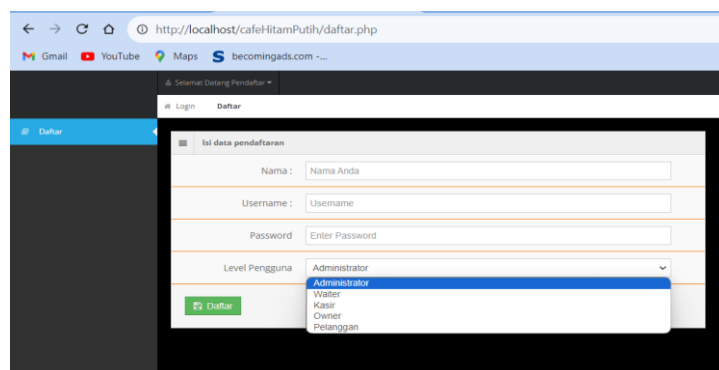 http://localhost/cafeHitamPutih/daftar.php
Gmail YouTube Maps becomingads.com -...
Selamat Datang Pendaftar
Login Daftar
Daftar
Isi data pendaftaran
Nama : Nama Anda
Username : Username
Password Enter Password
Level Pengguna Administrator
Administrator
Waiter
Kasir
Owner
Pelanggan
Daftar